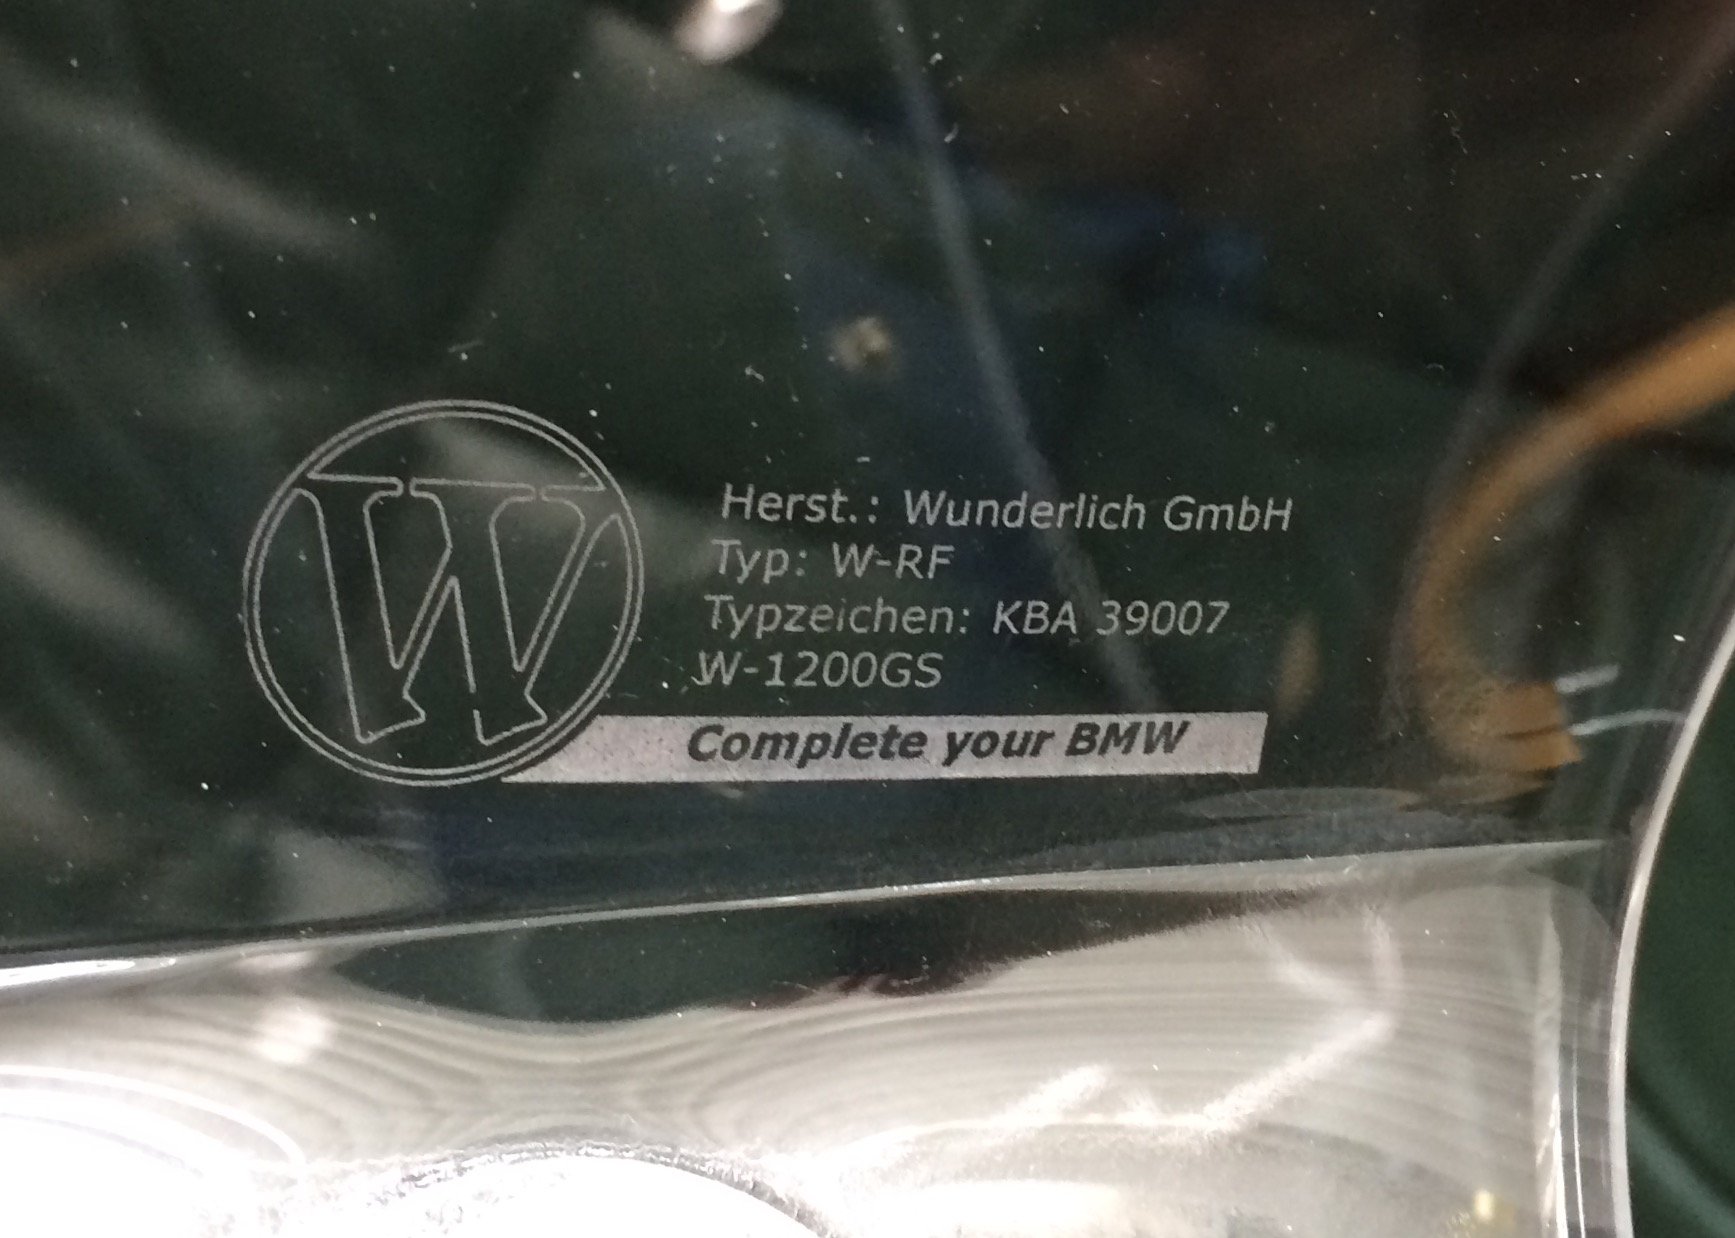 W
Herst.: Wunderlich GmbH
Typ: W-RF
Typzeichen: KBA 39007
W-1200GS
Complete your BMW